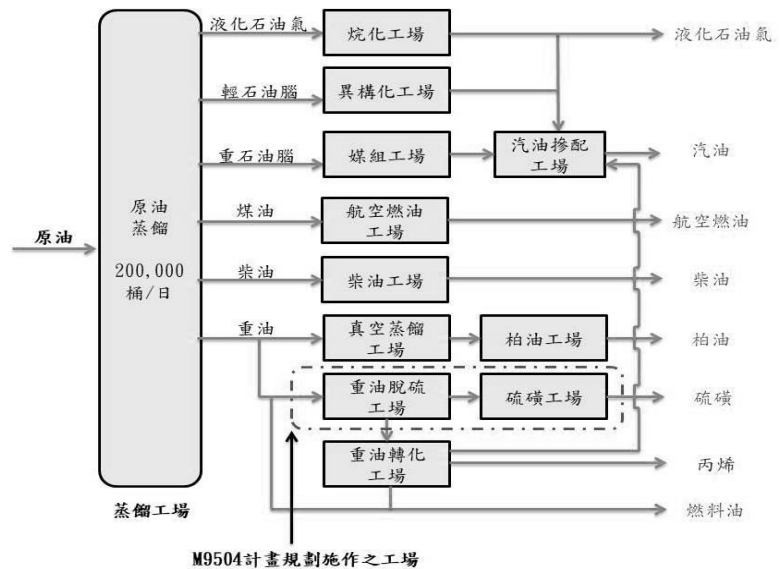 液化石油氣
烷化工場
液化石油氣
輕石油腦
異構化工場
重石油腦
媒組工場
汽油摻配
工場
汽油
原油
原油
蒸餾
200,000
桶/日
煤油
航空燃油
工場
航空燃油
柴油
柴油工場
柴油
重油
真空蒸餾
工場
柏油工場
柏油
重油脫硫
工場
硫磺工場
硫磺
重油轉化
工場
丙烯
蒸餾工場
燃料油
M9504計畫規劃施作之工場